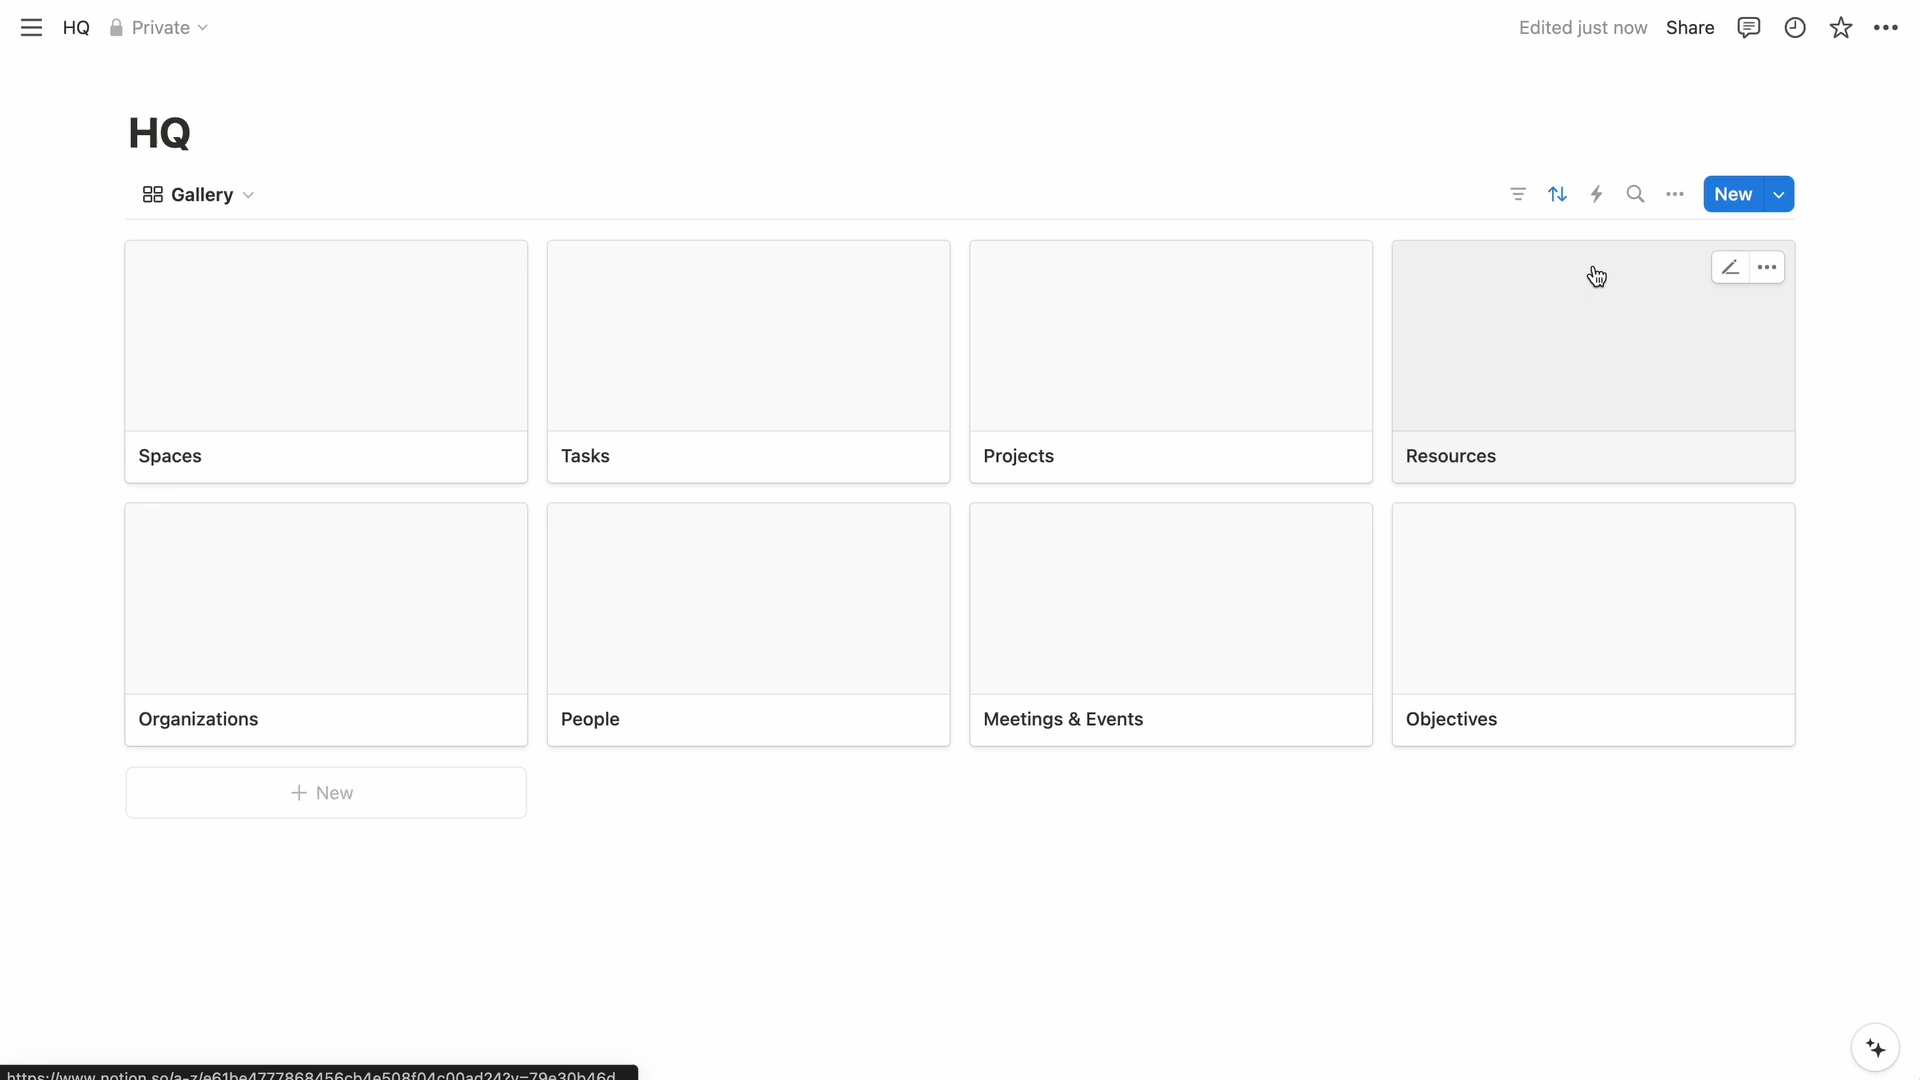 HQ Private
Edited just now Share
HQ
Gallery
New
Spaces
Tasks
Projects
Resources
Organizations
People
Meetings & Events
Objectives
+ New
https://www.notion.so/a-z/e61be4777868456cb4e508f04c00ad24?v=79e30b46d